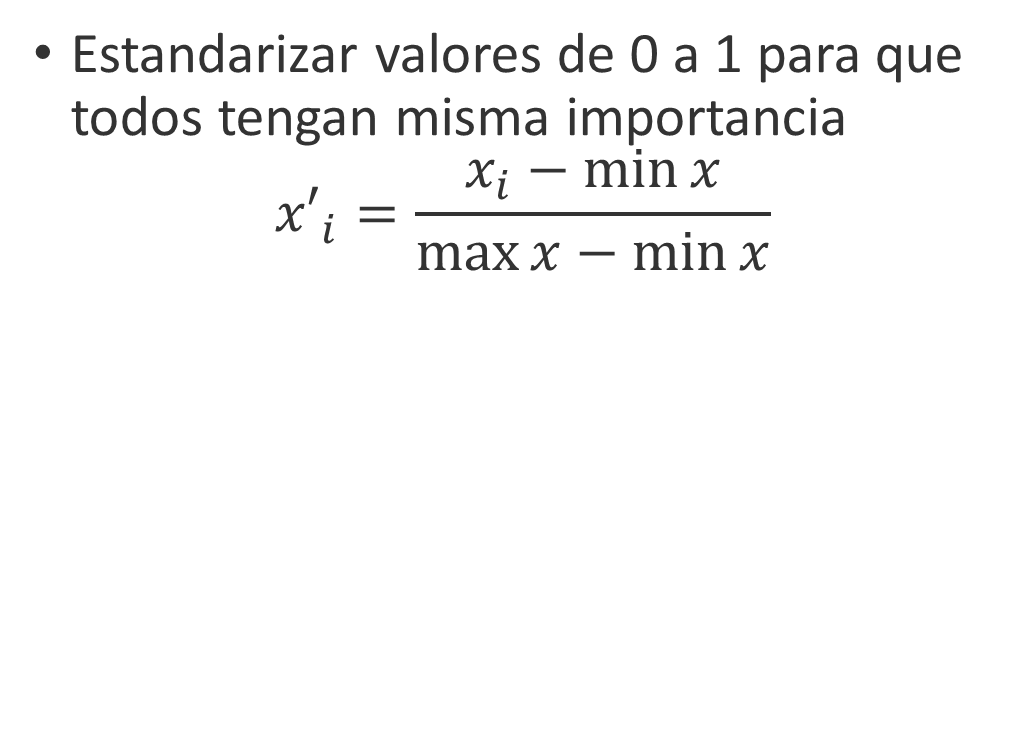 • Estandarizar valores de 0 a 1 para que
todos tengan misma importancia
x′ᵢ = (xᵢ − min x) / (max x − min x)